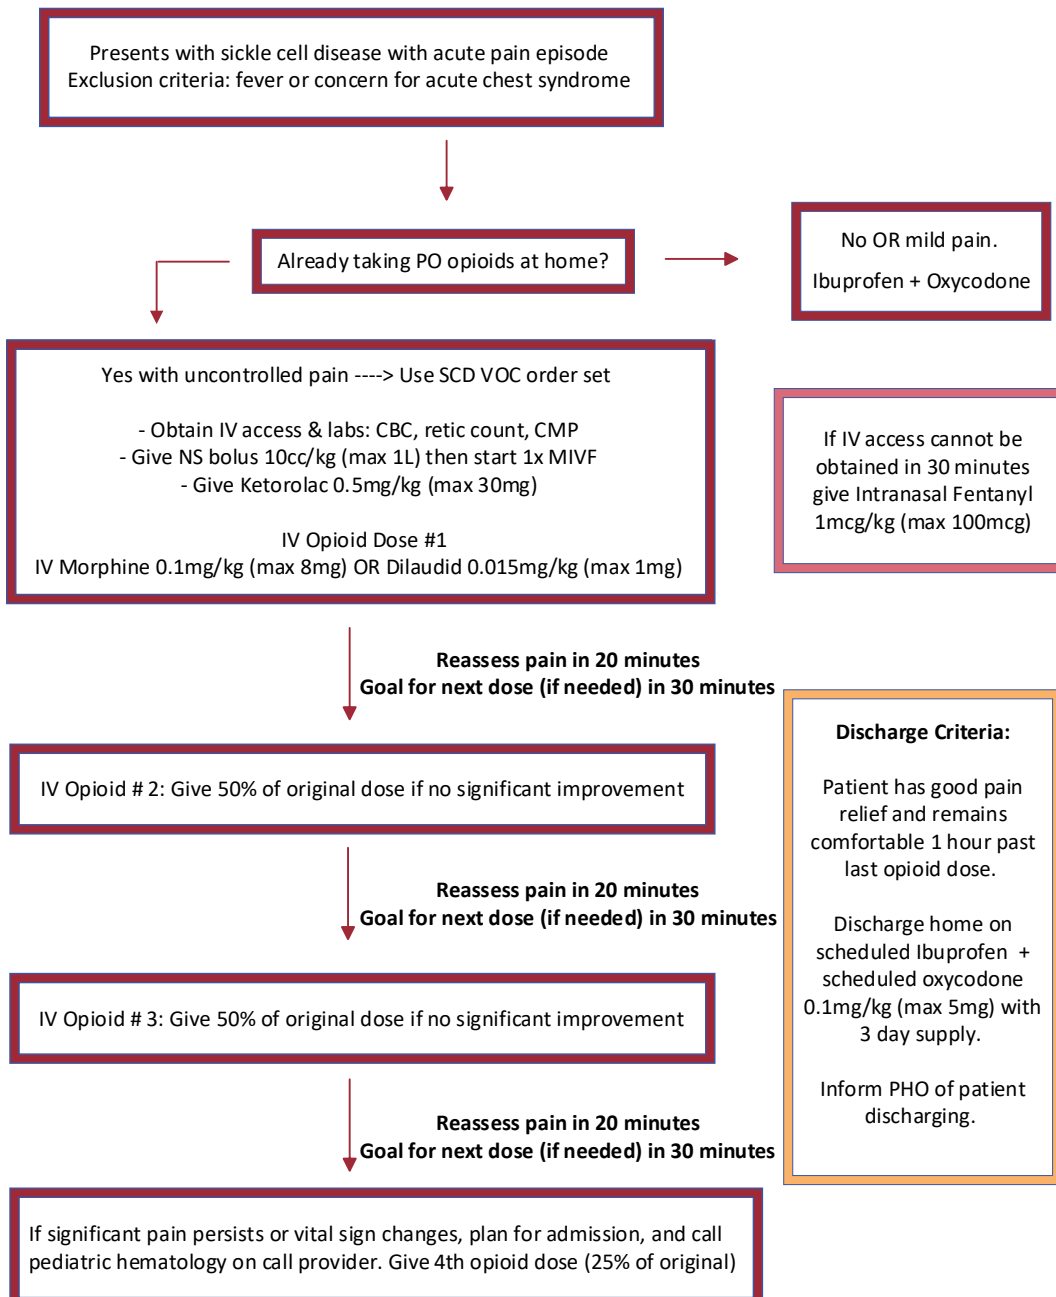 Presents with sickle cell disease with acute pain episode
Exclusion criteria: fever or concern for acute chest syndrome
Already taking PO opioids at home?
No OR mild pain.
Ibuprofen + Oxycodone
Yes with uncontrolled pain ----> Use SCD VOC order set
- Obtain IV access & labs: CBC, retic count, CMP
- Give NS bolus 10cc/kg (max 1L) then start 1x MIVF
- Give Ketorolac 0.5mg/kg (max 30mg)
IV Opioid Dose #1
IV Morphine 0.1mg/kg (max 8mg) OR Dilaudid 0.015mg/kg (max 1mg)
If IV access cannot be
obtained in 30 minutes
give Intranasal Fentanyl
1mcg/kg (max 100mcg)
Reassess pain in 20 minutes
Goal for next dose (if needed) in 30 minutes
IV Opioid # 2: Give 50% of original dose if no significant improvement
Reassess pain in 20 minutes
Goal for next dose (if needed) in 30 minutes
IV Opioid # 3: Give 50% of original dose if no significant improvement
Reassess pain in 20 minutes
Goal for next dose (if needed) in 30 minutes
If significant pain persists or vital sign changes, plan for admission, and call
pediatric hematology on call provider. Give 4th opioid dose (25% of original)
Discharge Criteria:
Patient has good pain
relief and remains
comfortable 1 hour past
last opioid dose.
Discharge home on
scheduled Ibuprofen +
scheduled oxycodone
0.1mg/kg (max 5mg) with
3 day supply.
Inform PHO of patient
discharging.